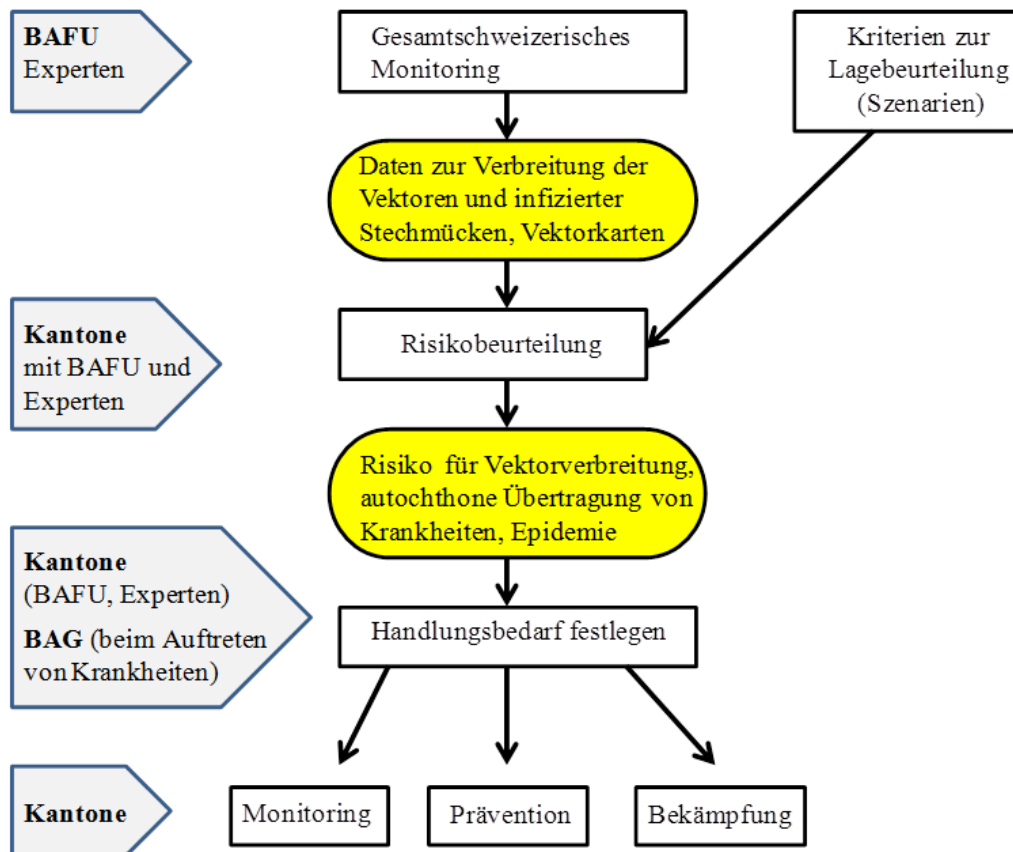 BAFU
Experten
Gesamtschweizerisches
Monitoring
Kriterien zur
Lagebeurteilung
(Szenarien)
Daten zur Verbreitung der
Vektoren und infizierter
Stechmücken, Vektorkarten
Kantone
mit BAFU und
Experten
Risikobeurteilung
Risiko für Vektorverbreitung,
autochthone Übertragung von
Krankheiten, Epidemie
Kantone
(BAFU, Experten)
BAG (beim Auftreten
von Krankheiten)
Handlungsbedarf festlegen
Kantone
Monitoring
Prävention
Bekämpfung